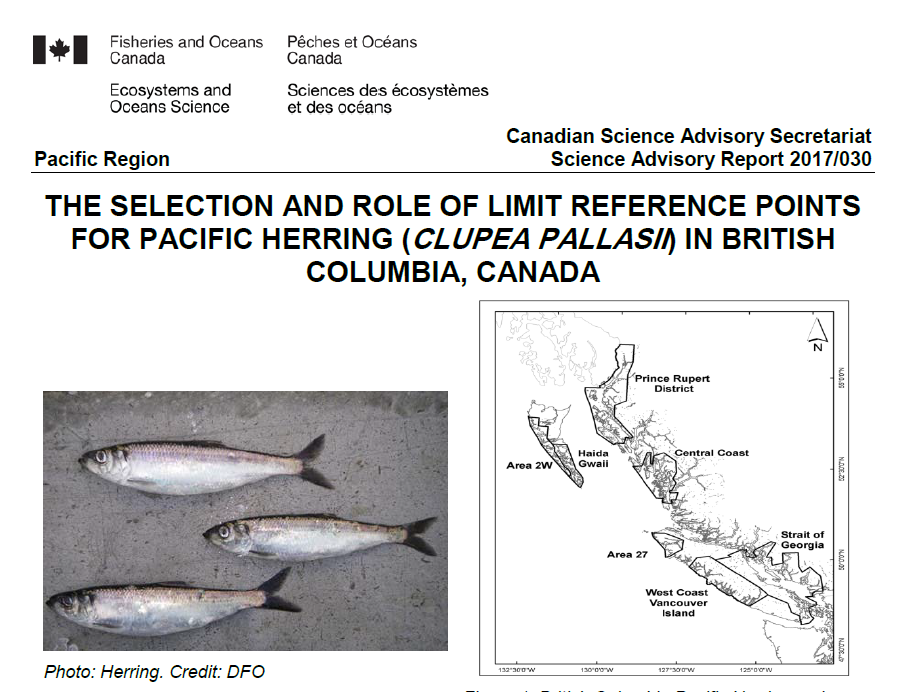 Fisheries and Oceans
Canada
Pêches et Océans
Canada
Ecosystems and
Oceans Science
Sciences des écosystèmes
et des océans
Pacific Region
Canadian Science Advisory Secretariat
Science Advisory Report 2017/030
THE SELECTION AND ROLE OF LIMIT REFERENCE POINTS
FOR PACIFIC HERRING (CLUPEA PALLASII) IN BRITISH
COLUMBIA, CANADA
N
Prince Rupert
District
Haida
Gwaii
Area 2W
Central Coast
Strait of
Georgia
Area 27
West Coast
Vancouver
Island
55°0'0"N
52°30'0"N
50°0'0"N
47°30'0"N
132°30'0"W 130°0'0"W 127°30'0"W 125°0'0"W
Photo: Herring. Credit: DFO